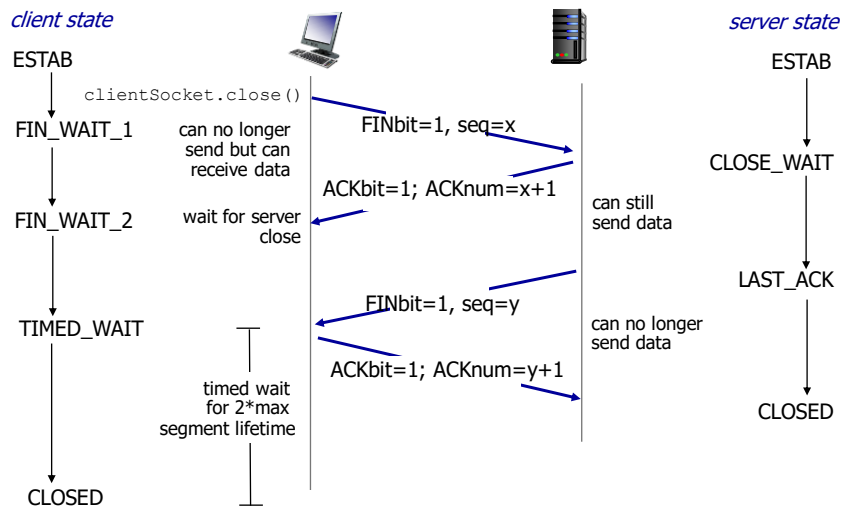 client state
server state
ESTAB
ESTAB
clientSocket.close()
FIN_WAIT_1
can no longer
send but can
receive data
FINbit=1, seq=x
CLOSE_WAIT
ACKbit=1; ACKnum=x+1
FIN_WAIT_2
wait for server
close
can still
send data
LAST_ACK
FINbit=1, seq=y
TIMED_WAIT
can no longer
send data
ACKbit=1; ACKnum=y+1
timed wait
for 2*max
segment lifetime
CLOSED
CLOSED